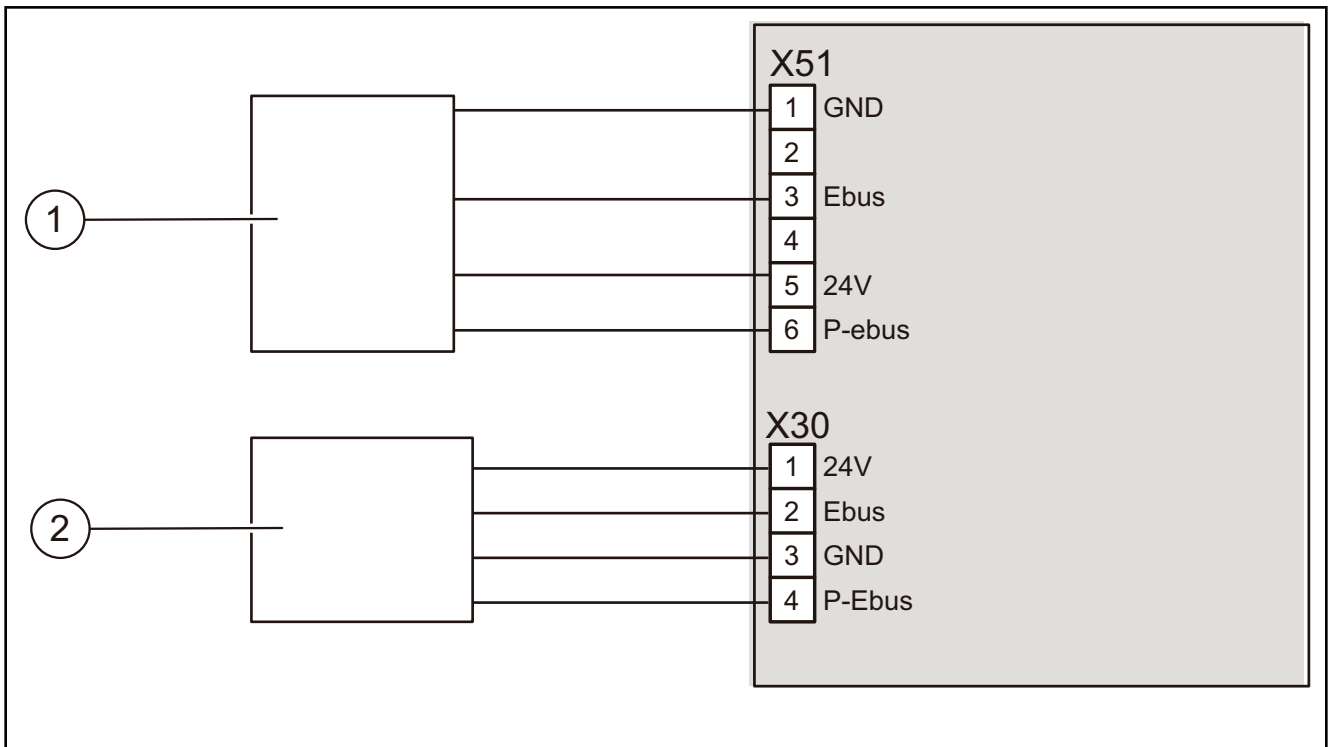 X51
1 GND
2
3 Ebus
4
5 24V
6 P-ebus
1
X30
1 24V
2 Ebus
3 GND
4 P-Ebus
2